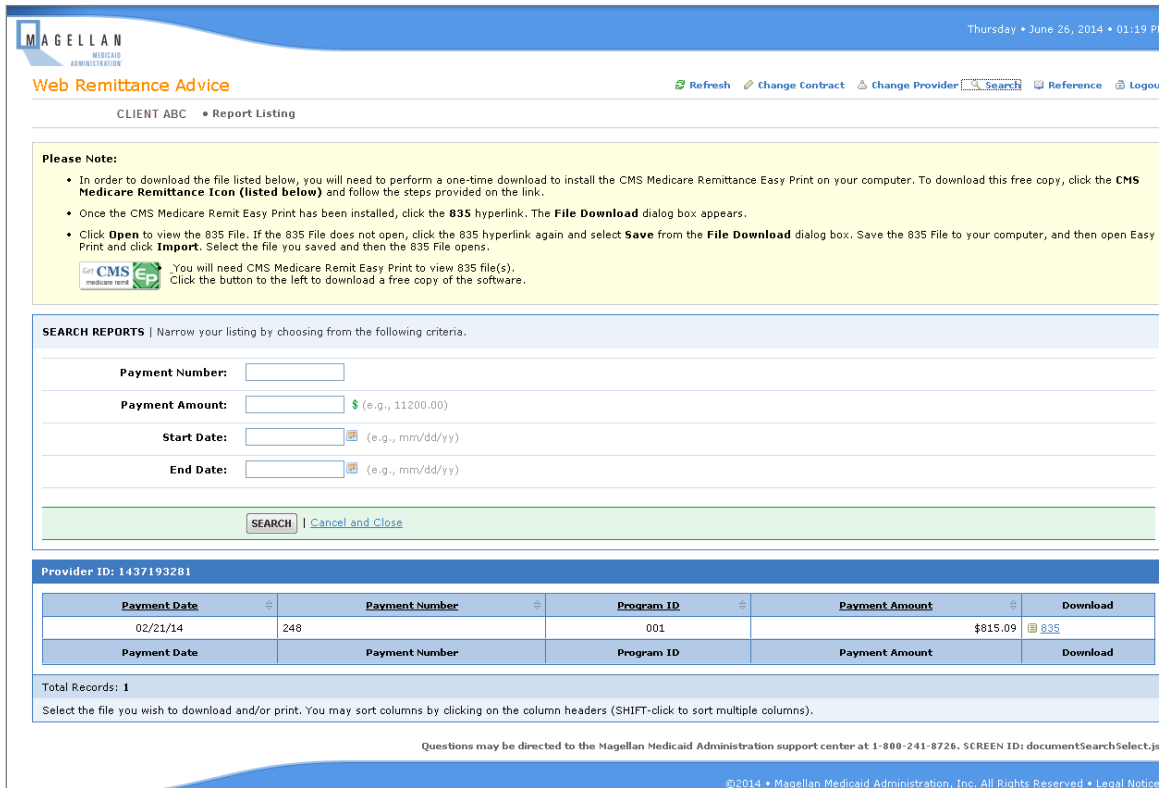 Thursday • June 26, 2014 • 01:19 P
MAGELLAN
MEDICAID
ADMINISTRATION
Web Remittance Advice
Refresh Change Contract Change Provider Search Reference Logou
CLIENT ABC • Report Listing
Please Note:
• In order to download the file listed below, you will need to perform a one-time download to install the CMS Medicare Remittance Easy Print on your computer. To download this free copy, click the CMS
Medicare Remittance Icon (listed below) and follow the steps provided on the link.
• Once the CMS Medicare Remit Easy Print has been installed, click the 835 hyperlink. The File Download dialog box appears.
• Click Open to view the 835 File. If the 835 File does not open, click the 835 hyperlink again and select Save from the File Download dialog box. Save the 835 File to your computer, and then open Easy
Print and click Import. Select the file you saved and then the 835 File opens.
Get CMS EP
medicare remit
You will need CMS Medicare Remit Easy Print to view 835 file(s).
Click the button to the left to download a free copy of the software.
SEARCH REPORTS | Narrow your listing by choosing from the following criteria.
Payment Number:
Payment Amount: $ (e.g., 11200.00)
Start Date: (e.g., mm/dd/yy)
End Date: (e.g., mm/dd/yy)
SEARCH | Cancel and Close
Provider ID: 1437193281
Payment Date Payment Number Program ID Payment Amount Download
02/21/14 248 001 $815.09 835
Payment Date Payment Number Program ID Payment Amount Download
Total Records: 1
Select the file you wish to download and/or print. You may sort columns by clicking on the column headers (SHIFT-click to sort multiple columns).
Questions may be directed to the Magellan Medicaid Administration support center at 1-800-241-8726. SCREEN ID: documentSearchSelect.js
©2014 • Magellan Medicaid Administration, Inc. All Rights Reserved • Legal Notice